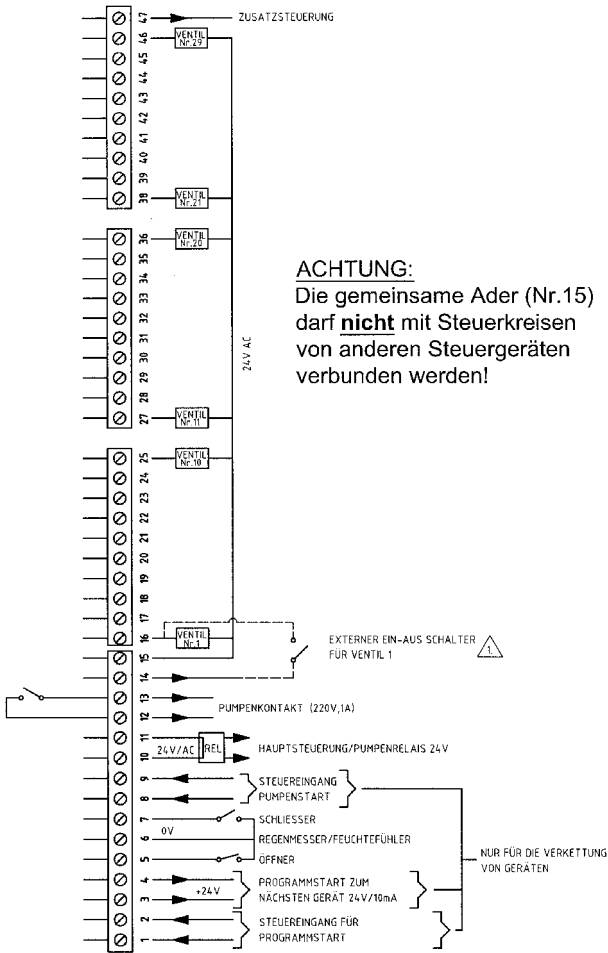 47 ZUSATZSTEUERUNG
46 VENTIL
Nr.29
45
44
43
42
41
40
39
38 VENTIL
Nr.21
36 VENTIL
Nr.20
35
34
33
32
31
30
29
28
27 VENTIL
Nr.11
24V AC
ACHTUNG:
Die gemeinsame Ader (Nr.15)
darf nicht mit Steuerkreisen
von anderen Steuergeräten
verbunden werden!
25 VENTIL
Nr.10
24
23
22
21
20
19
18
17
16 VENTIL
Nr.1
EXTERNER EIN-AUS SCHALTER
FÜR VENTIL 1
1.
15
14
13
12
PUMPENKONTAKT (220V,1A)
11
10
24V/AC REL
HAUPTSTEUERUNG/PUMPENRELAIS 24V
9
8
STEUEREINGANG
PUMPENSTART
7 SCHLIESSER
6 0V REGENMESSER/FEUCHTEFÜHLER
5 ÖFFNER
4
3
+24V
PROGRAMMSTART ZUM
NÄCHSTEN GERÄT 24V/10mA
2
1
STEUEREINGANG FÜR
PROGRAMMSTART
NUR FÜR DIE VERKETTUNG
VON GERÄTEN